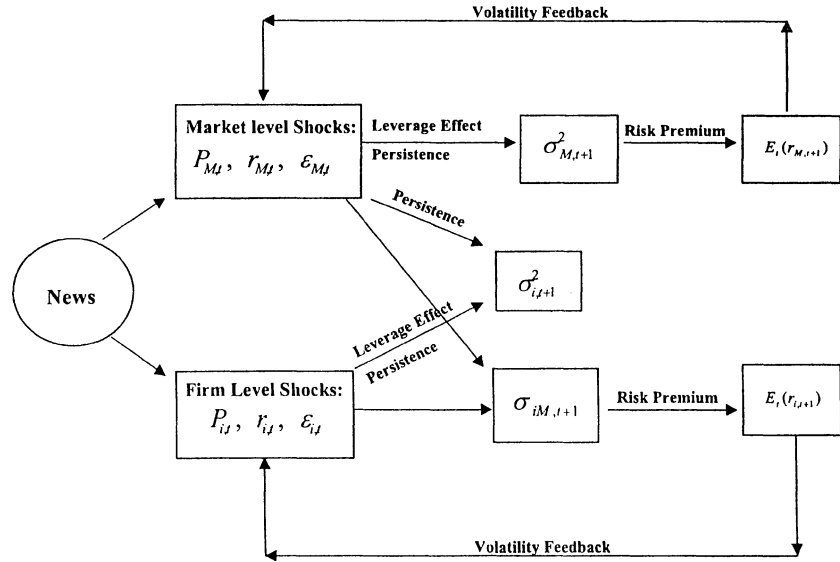 Volatility Feedback
Market level Shocks:
P_{M,t}, r_{M,t}, ε_{M,t}
Leverage Effect
Persistence
σ²_{M,t+1}
Risk Premium
E_t(r_{M,t+1})
Persistence
σ²_{i,t+1}
News
Leverage Effect
Persistence
Firm Level Shocks:
P_{i,t}, r_{i,t}, ε_{i,t}
σ_{iM,t+1}
Risk Premium
E_t(r_{i,t+1})
Volatility Feedback